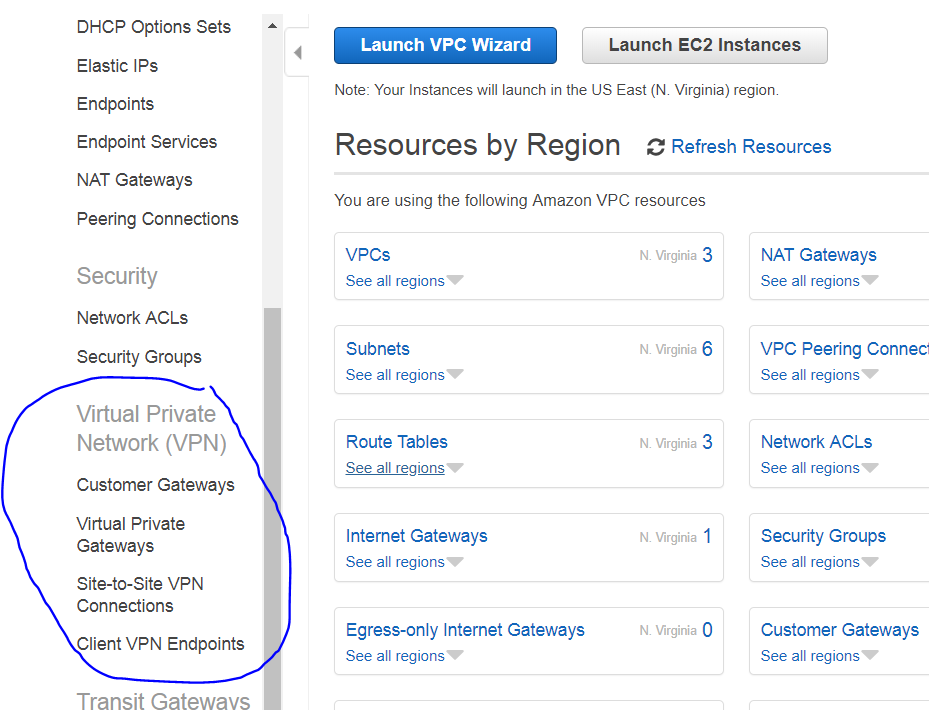 DHCP Options Sets
Elastic IPs
Endpoints
Endpoint Services
NAT Gateways
Peering Connections
Security
Network ACLs
Security Groups
Virtual Private
Network (VPN)
Customer Gateways
Virtual Private
Gateways
Site-to-Site VPN
Connections
Client VPN Endpoints
Transit Gateways
Launch VPC Wizard
Launch EC2 Instances
Note: Your Instances will launch in the US East (N. Virginia) region.
Resources by Region
Refresh Resources
You are using the following Amazon VPC resources
VPCs N. Virginia 3
See all regions
NAT Gateways
See all regions
Subnets N. Virginia 6
See all regions
VPC Peering Connect
See all regions
Route Tables N. Virginia 3
See all regions
Network ACLs
See all regions
Internet Gateways N. Virginia 1
See all regions
Security Groups
See all regions
Egress-only Internet Gateways N. Virginia 0
See all regions
Customer Gateways
See all regions